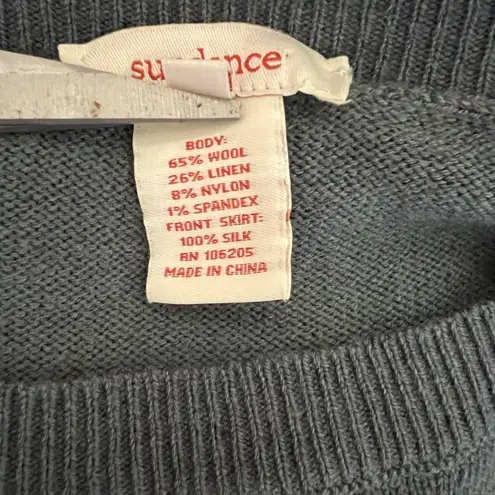 BODY:
65% WOOL
26% LINEN
8% NYLON
1% SPANDEX
FRONT SKIRT:
100% SILK
RN 106205
MADE IN CHINA